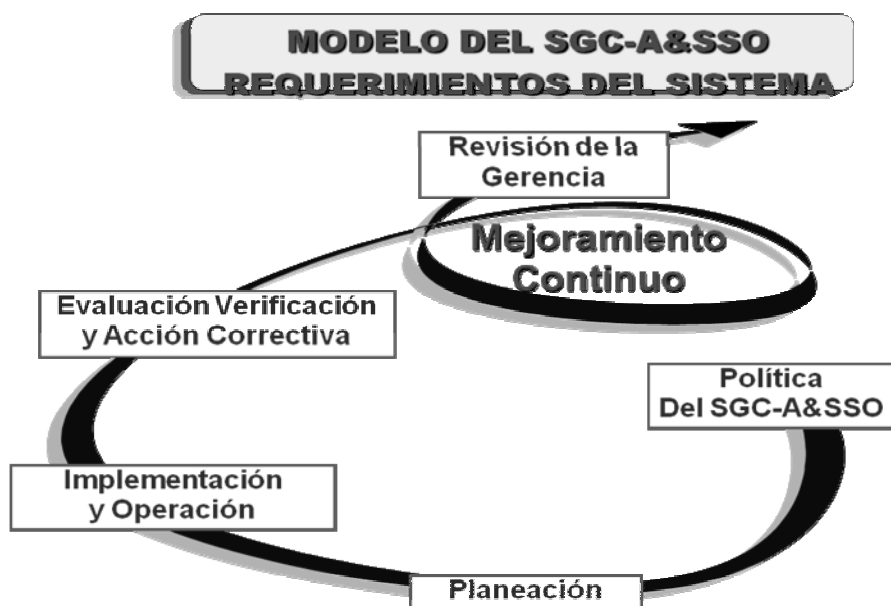 MODELO DEL SGC-A&SSO
REQUERIMIENTOS DEL SISTEMA
Revisión de la
Gerencia
Mejoramiento
Continuo
Evaluación Verificación
y Acción Correctiva
Política
Del SGC-A&SSO
Implementación
y Operación
Planeación